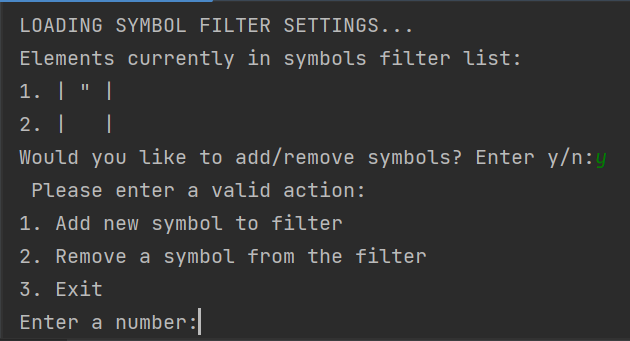 LOADING SYMBOL FILTER SETTINGS...
Elements currently in symbols filter list:
1. | " |
2. |   |
Would you like to add/remove symbols? Enter y/n:y
 Please enter a valid action:
1. Add new symbol to filter
2. Remove a symbol from the filter
3. Exit
Enter a number: